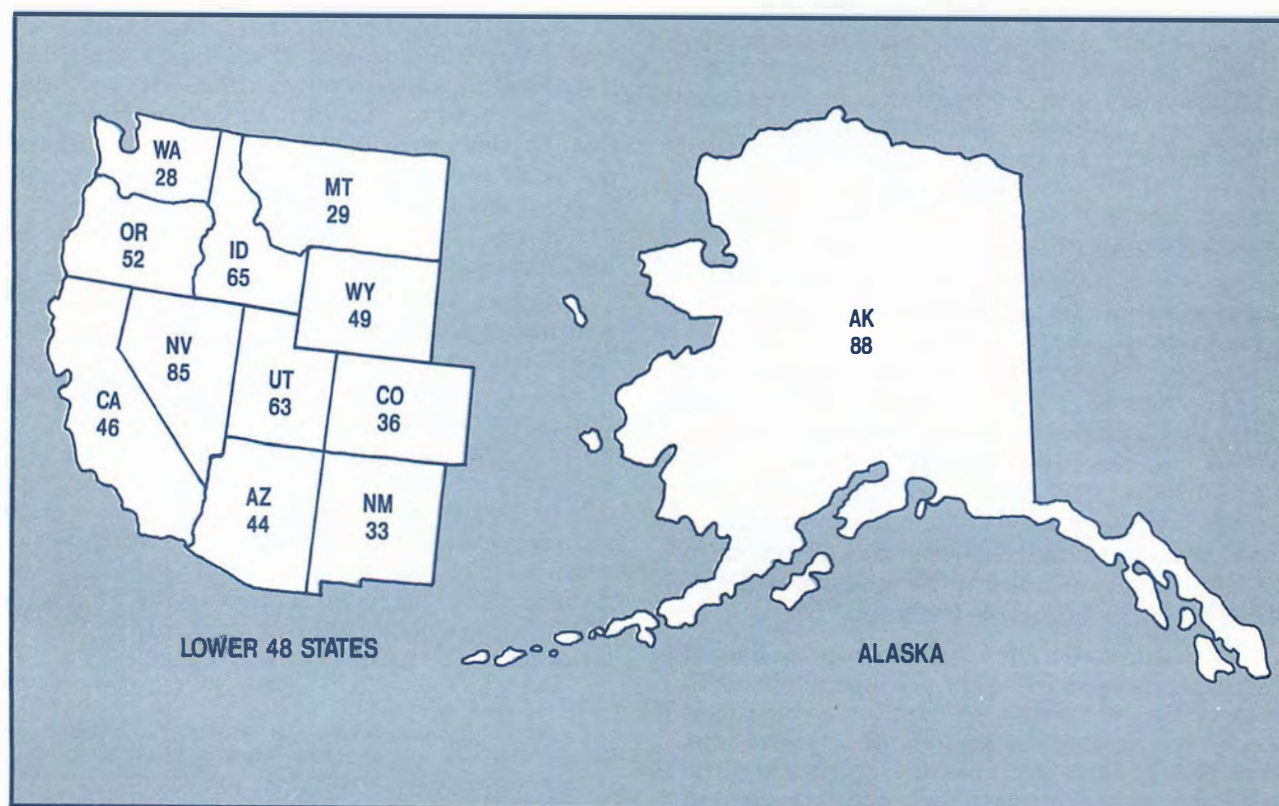 WA
28
MT
29
OR
52
ID
65
WY
49
NV
85
UT
63
CO
36
CA
46
AZ
44
NM
33
AK
88
LOWER 48 STATES
ALASKA